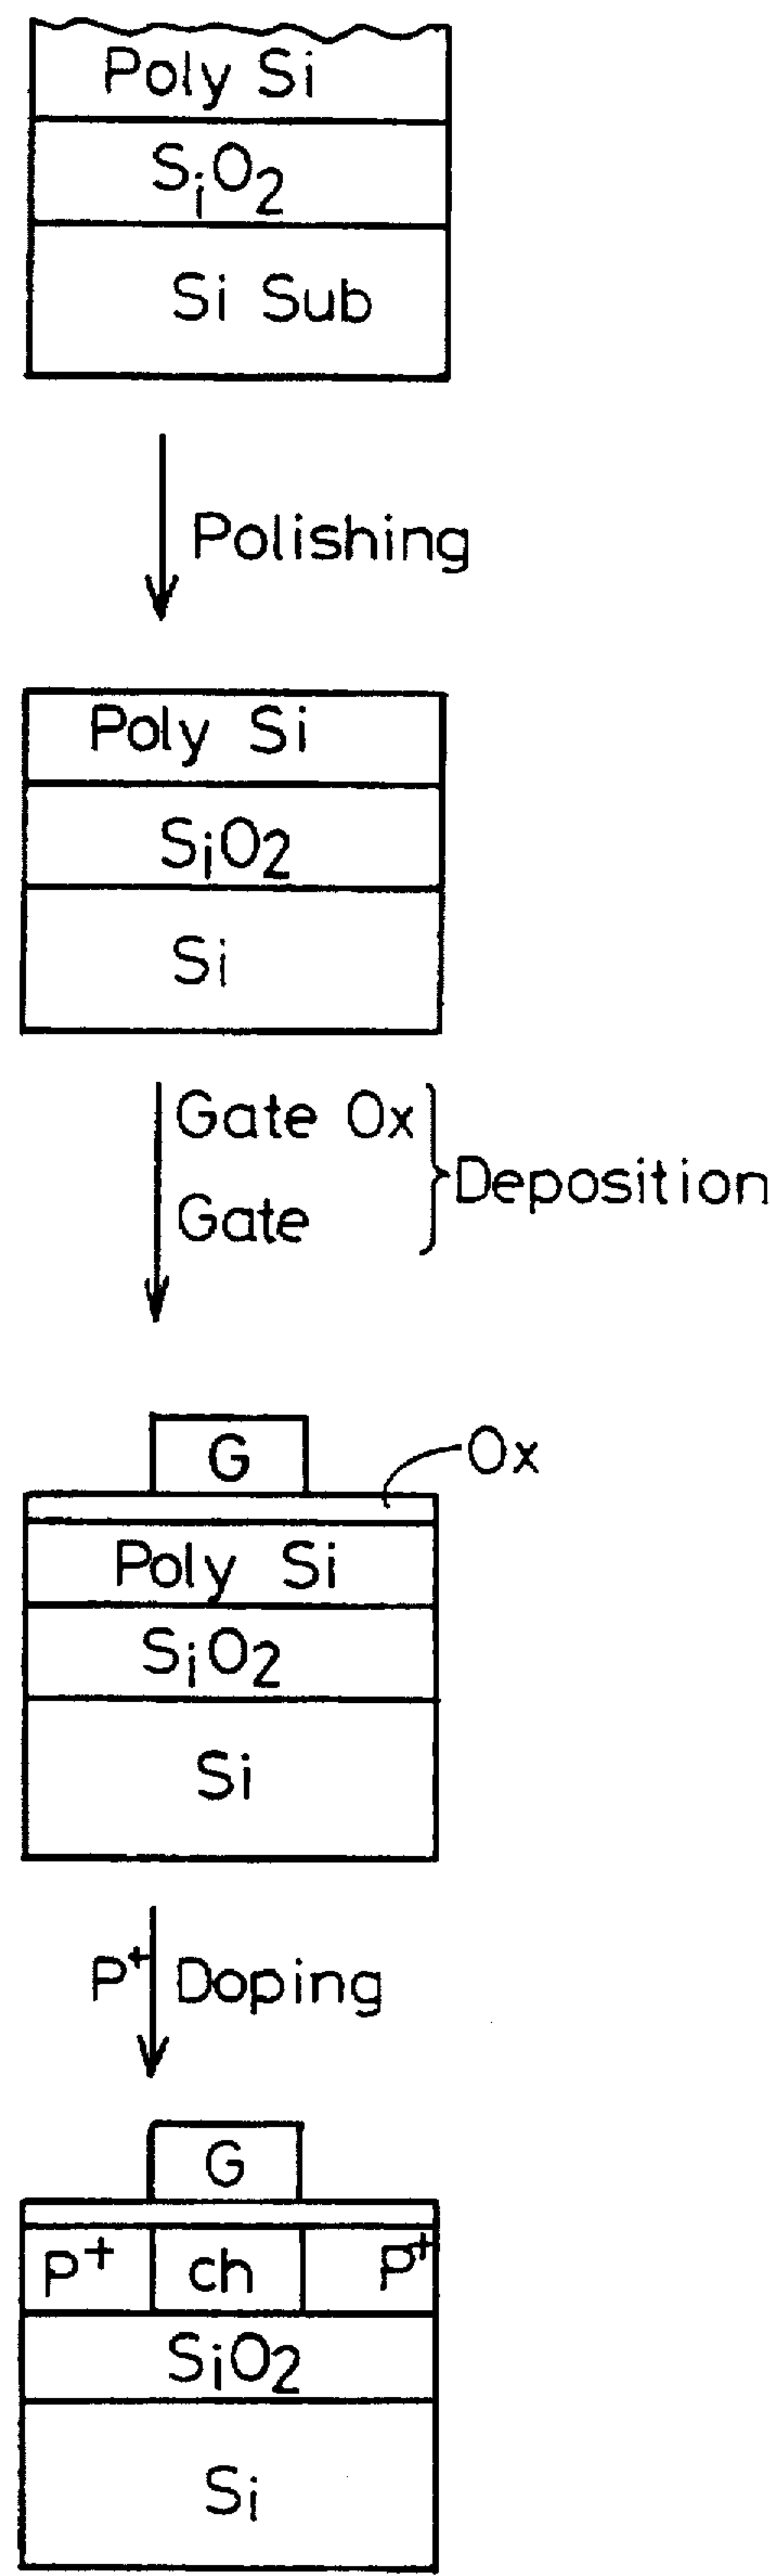 Poly Si
SiO2
Si Sub
Polishing
Poly Si
SiO2
Si
Gate Ox
Deposition
Gate
G
Ox
Poly Si
SiO2
Si
P+ Doping
G
P+ ch P+
SiO2
Si